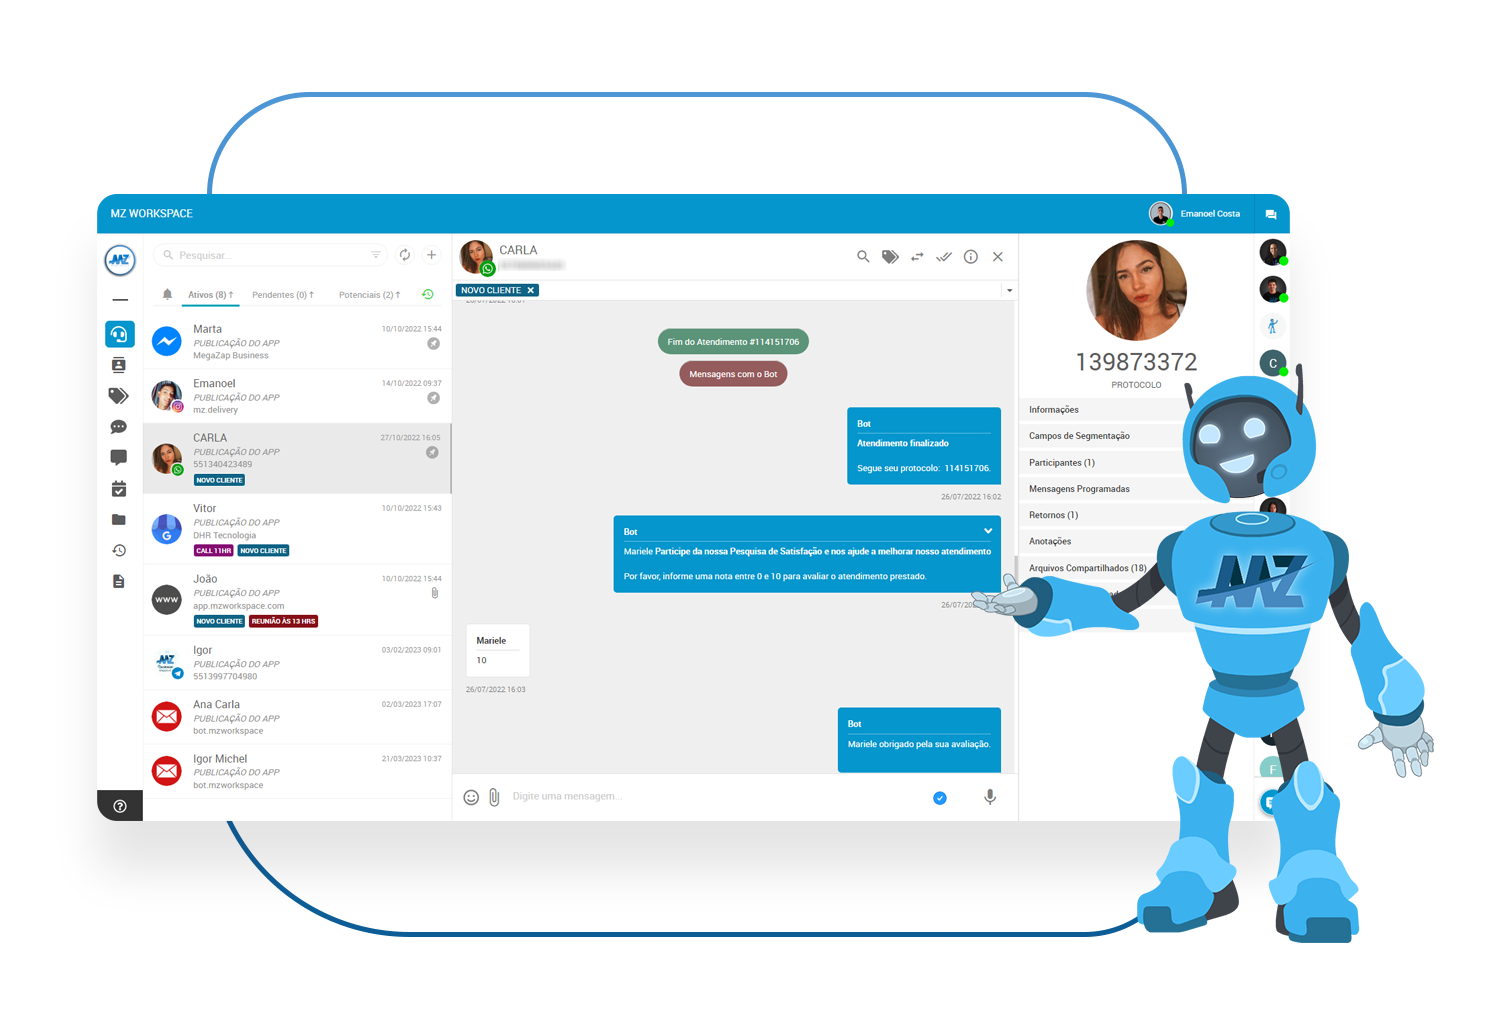 MZ WORKSPACE
Emanoel Costa
MZ
Pesquisar...
Ativos (8)
Pendentes (0)
Potenciais (2)
Marta
10/10/2022 15:44
PUBLICAÇÃO DO APP
MegaZap Business
Emanoel
14/10/2022 09:37
PUBLICAÇÃO DO APP
mz.delivery
CARLA
27/10/2022 16:05
PUBLICAÇÃO DO APP
551340423489
NOVO CLIENTE
Vitor
10/10/2022 15:43
PUBLICAÇÃO DO APP
DHR Tecnologia
CALL 11HR
NOVO CLIENTE
João
10/10/2022 15:44
PUBLICAÇÃO DO APP
app.mzworkspace.com
www
NOVO CLIENTE
REUNIÃO ÀS 13 HRS
Igor
03/02/2023 09:01
PUBLICAÇÃO DO APP
5513997704980
MZ
Ana Carla
02/03/2023 17:07
PUBLICAÇÃO DO APP
bot.mzworkspace
Igor Michel
21/03/2023 10:37
PUBLICAÇÃO DO APP
bot.mzworkspace
CARLA
NOVO CLIENTE
Fim do Atendimento #114151706
Mensagens com o Bot
Bot
Atendimento finalizado
Segue seu protocolo: 114151706.
26/07/2022 16:02
Bot
Mariele Participe da nossa Pesquisa de Satisfação e nos ajude a melhorar nosso atendimento
Por favor, informe uma nota entre 0 e 10 para avaliar o atendimento prestado.
Mariele
10
26/07/2022 16:03
Bot
Mariele obrigado pela sua avaliação.
Digite uma mensagem...
139873372
PROTOCOLO
Informações
Campos de Segmentação
Participantes (1)
Mensagens Programadas
Retornos (1)
Anotações
Arquivos Compartilhados (18)
C
F
MZ